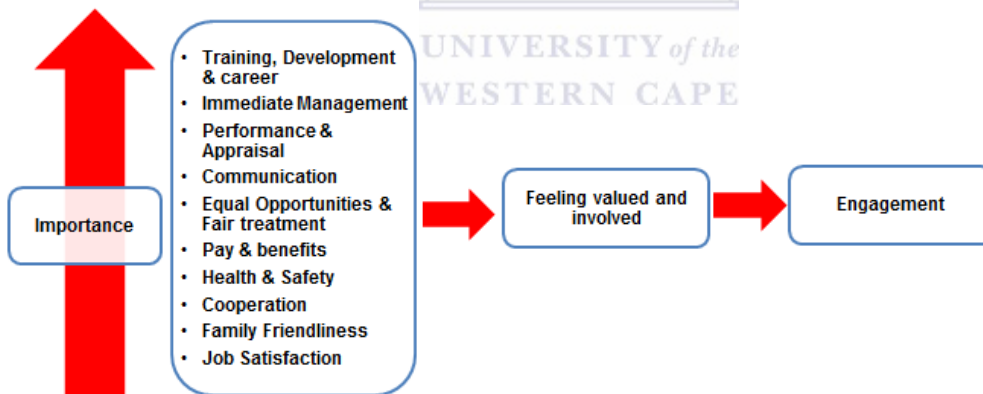 UNIVERSITY of the
WESTERN CAPE
• Training, Development
& career
• Immediate Management
• Performance &
Appraisal
• Communication
• Equal Opportunities &
Fair treatment
• Pay & benefits
• Health & Safety
• Cooperation
• Family Friendliness
• Job Satisfaction
Importance
Feeling valued and
involved
Engagement